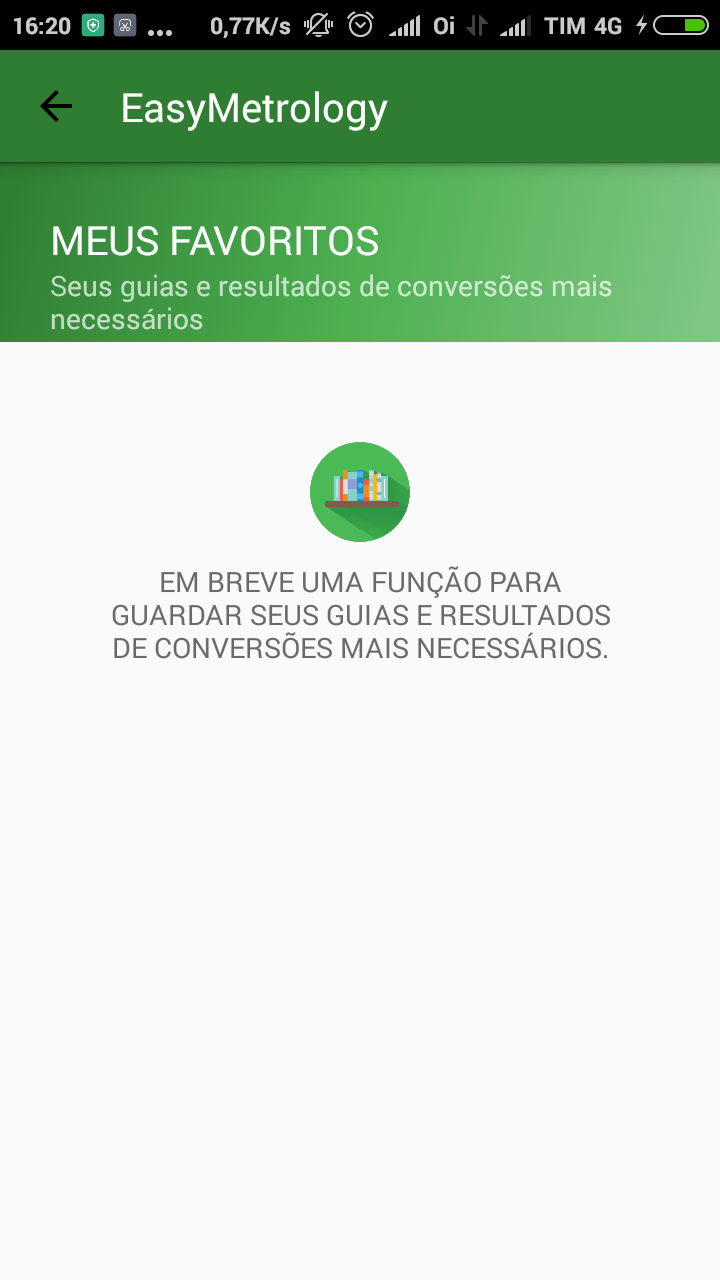 16:20 ... 0,77K/s Oi TIM 4G
EasyMetrology
MEUS FAVORITOS
Seus guias e resultados de conversões mais
necessários
EM BREVE UMA FUNÇÃO PARA
GUARDAR SEUS GUIAS E RESULTADOS
DE CONVERSÕES MAIS NECESSÁRIOS.